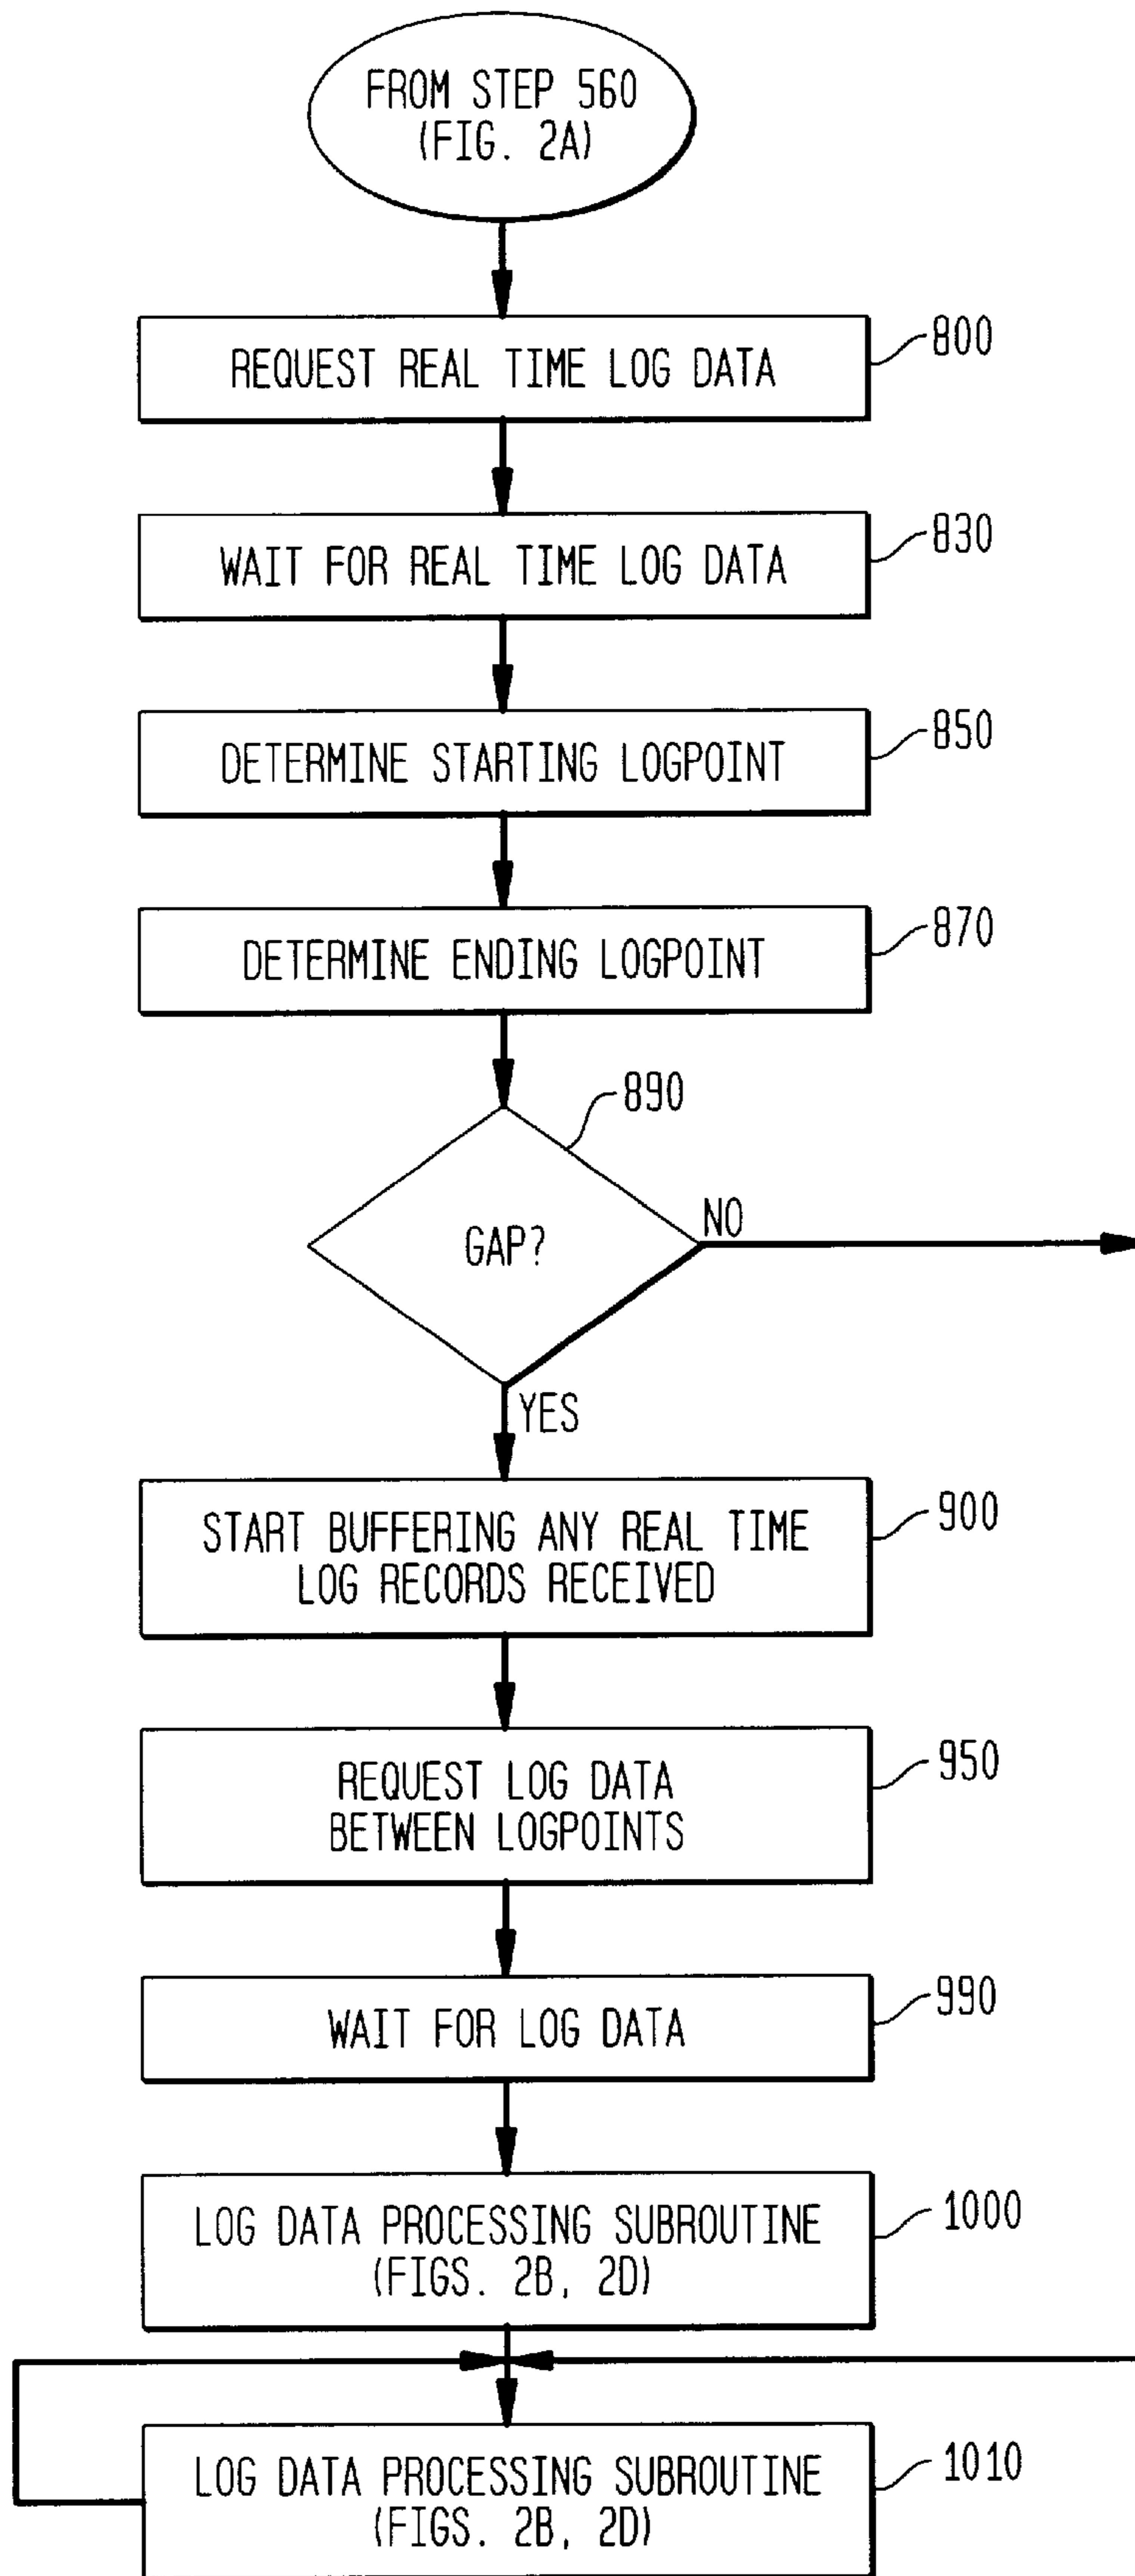 FROM STEP 560
(FIG. 2A)
REQUEST REAL TIME LOG DATA
800
WAIT FOR REAL TIME LOG DATA
830
DETERMINE STARTING LOGPOINT
850
DETERMINE ENDING LOGPOINT
870
890
GAP?
NO
YES
START BUFFERING ANY REAL TIME
LOG RECORDS RECEIVED
900
REQUEST LOG DATA
BETWEEN LOGPOINTS
950
WAIT FOR LOG DATA
990
LOG DATA PROCESSING SUBROUTINE
(FIGS. 2B, 2D)
1000
LOG DATA PROCESSING SUBROUTINE
(FIGS. 2B, 2D)
1010